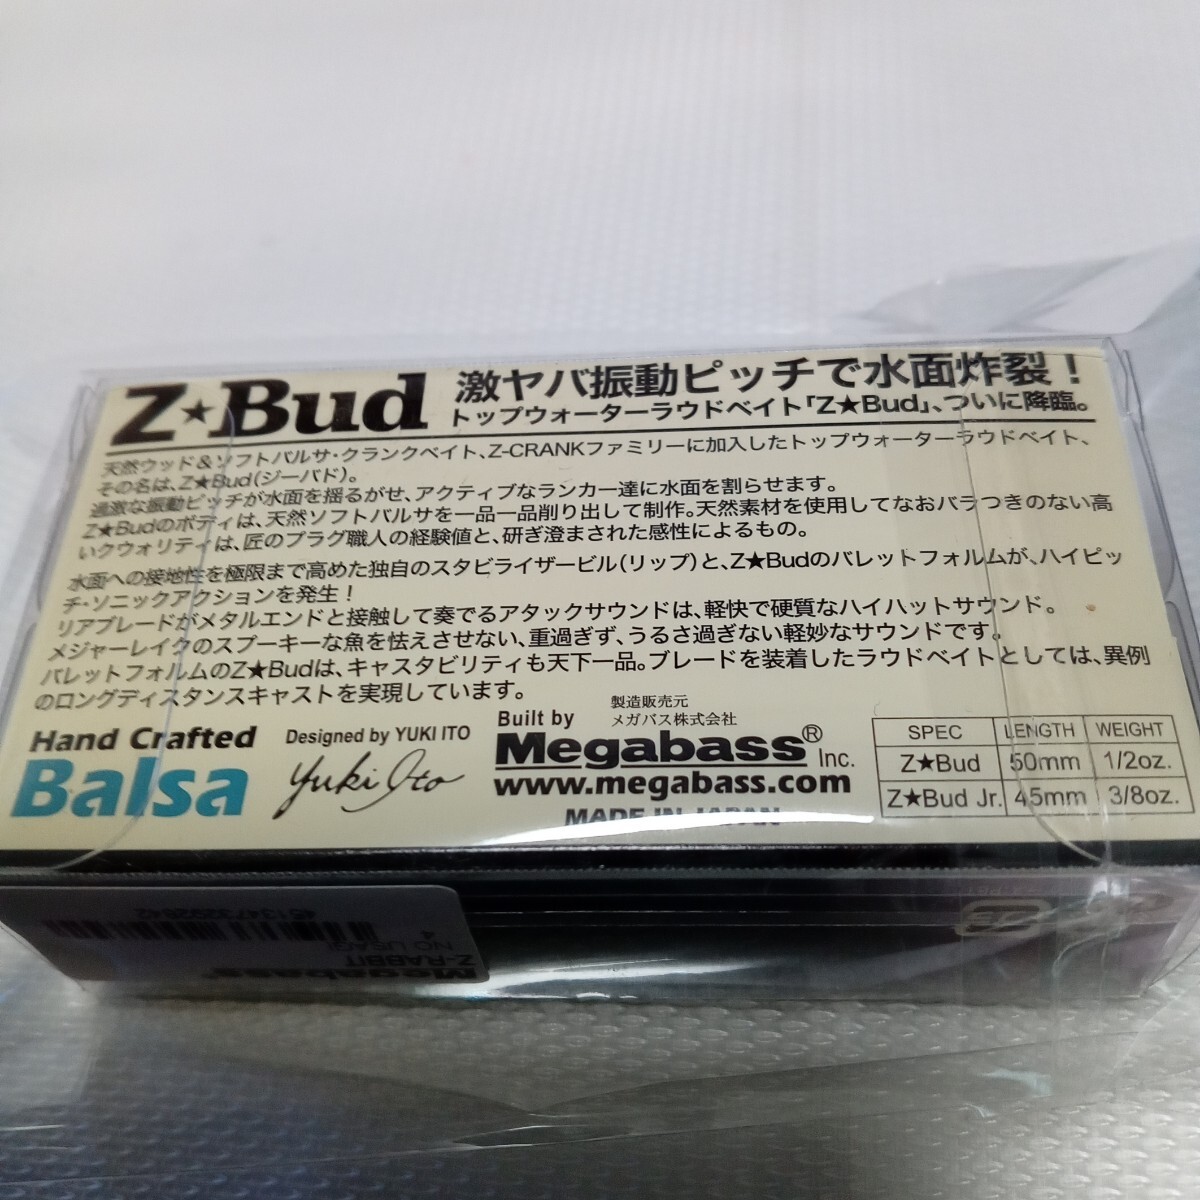 Z★Bud
激ヤバ振動ピッチで水面炸裂！
トップウォーターラウドベイト「Z★Bud」、ついに降臨。
天然ウッド＆ソフトバルサ・クランクベイト、Z-CRANKファミリーに加入したトップウォーターラウドベイト、
その名は、Z★Bud（ジーバド）。
過激な振動ピッチが水面を揺るがせ、アクティブなランカー達に水面を割らせます。
Z★Budのボディは、天然ソフトバルサを一品一品削り出して制作。天然素材を使用してなおバラつきのない高
いクウォリティは、匠のプラグ職人の経験値と、研ぎ澄まされた感性によるもの。
水面への接地性を極限まで高めた独自のスタビライザービル（リップ）と、Z★Budのバレットフォルムが、ハイピッ
チ・ソニックアクションを発生！
リアブレードがメタルエンドと接触して奏でるアタックサウンドは、軽快で硬質なハイハットサウンド。
メジャーレイクのスプーキーな魚を怯えさせない、重過ぎず、うるさ過ぎない軽妙なサウンドです。
バレットフォルムのZ★Budは、キャスタビリティも天下一品。ブレードを装着したラウドベイトとしては、異例
のロングディスタンスキャストを実現しています。
Hand Crafted
Balsa
Designed by YUKI ITO
Yuki Ito
Built by
製造販売元
メガバス株式会社
Megabass® Inc.
www.megabass.com
MADE IN JAPAN
SPEC LENGTH WEIGHT
Z★Bud 50mm 1/2oz.
Z★Bud Jr. 45mm 3/8oz.
Megabass
Z-RABBIT
NO USAGI
4 513473292842